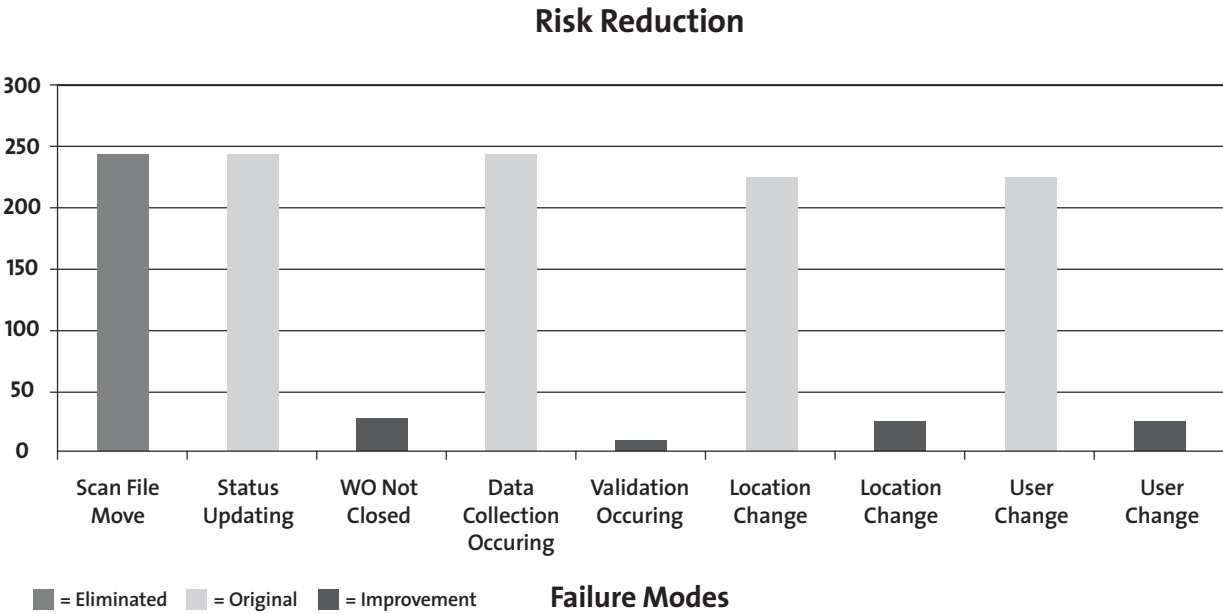 Risk Reduction
300
250
200
150
100
50
0
Scan File
Move
Status
Updating
WO Not
Closed
Data
Collection
Occuring
Validation
Occuring
Location
Change
Location
Change
User
Change
User
Change
= Eliminated = Original = Improvement
Failure Modes